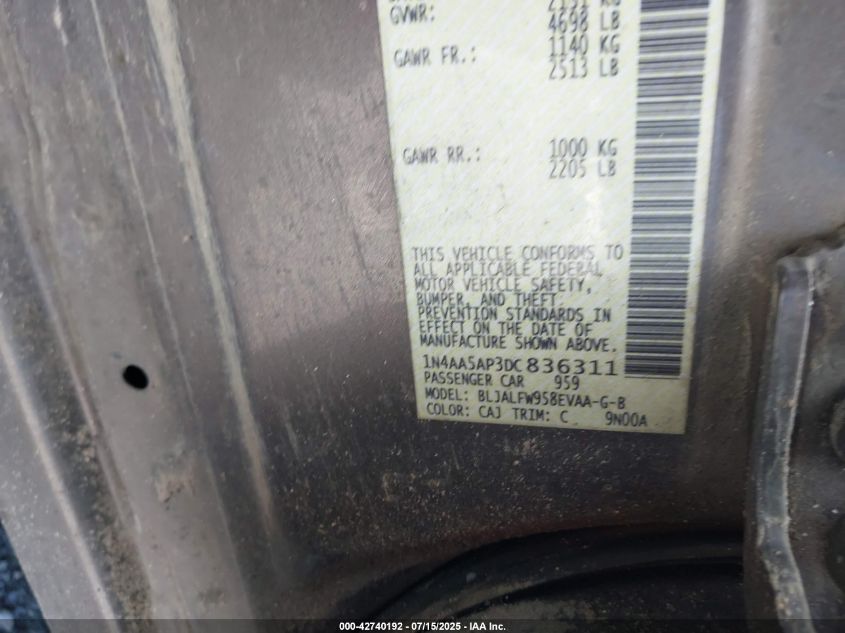 GVWR: 4698 LB
GAWR FR.: 1140 KG
2513 LB
GAWR RR.: 1000 KG
2205 LB
THIS VEHICLE CONFORMS TO
ALL APPLICABLE FEDERAL
MOTOR VEHICLE SAFETY,
BUMPER, AND THEFT
PREVENTION STANDARDS IN
EFFECT ON THE DATE OF
MANUFACTURE SHOWN ABOVE.
1N4AA5AP3DC836311
PASSENGER CAR 959
MODEL: BLJALFW958EVAA-G-B
COLOR: CAJ TRIM: C 9N00A
000-42740192 - 07/15/2025 - IAA Inc.